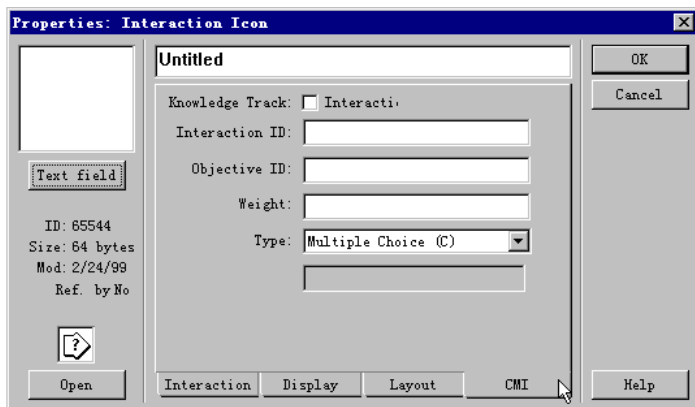 Properties: Interaction Icon
Untitled
OK
Cancel
Knowledge Track: Interacti
Interaction ID:
Objective ID:
Weight:
Type: Multiple Choice (C)
Text field
ID: 65544
Size: 64 bytes
Mod: 2/24/99
Ref. by No
?
Open
Interaction
Display
Layout
CMI
Help